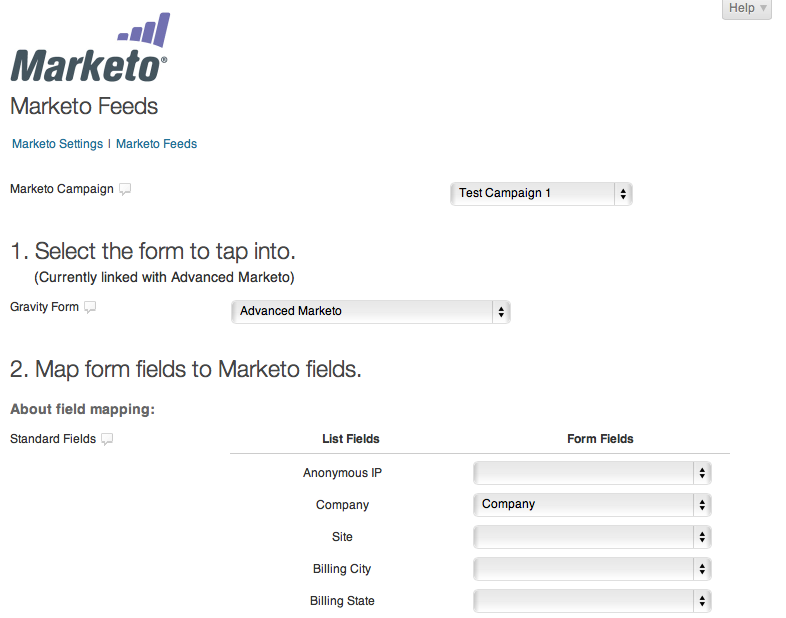 Help
Marketo®
Marketo Feeds
Marketo Settings | Marketo Feeds
Marketo Campaign
Test Campaign 1
1. Select the form to tap into.
(Currently linked with Advanced Marketo)
Gravity Form
Advanced Marketo
2. Map form fields to Marketo fields.
About field mapping:
Standard Fields
List Fields
Form Fields
Anonymous IP
Company
Company
Site
Billing City
Billing State